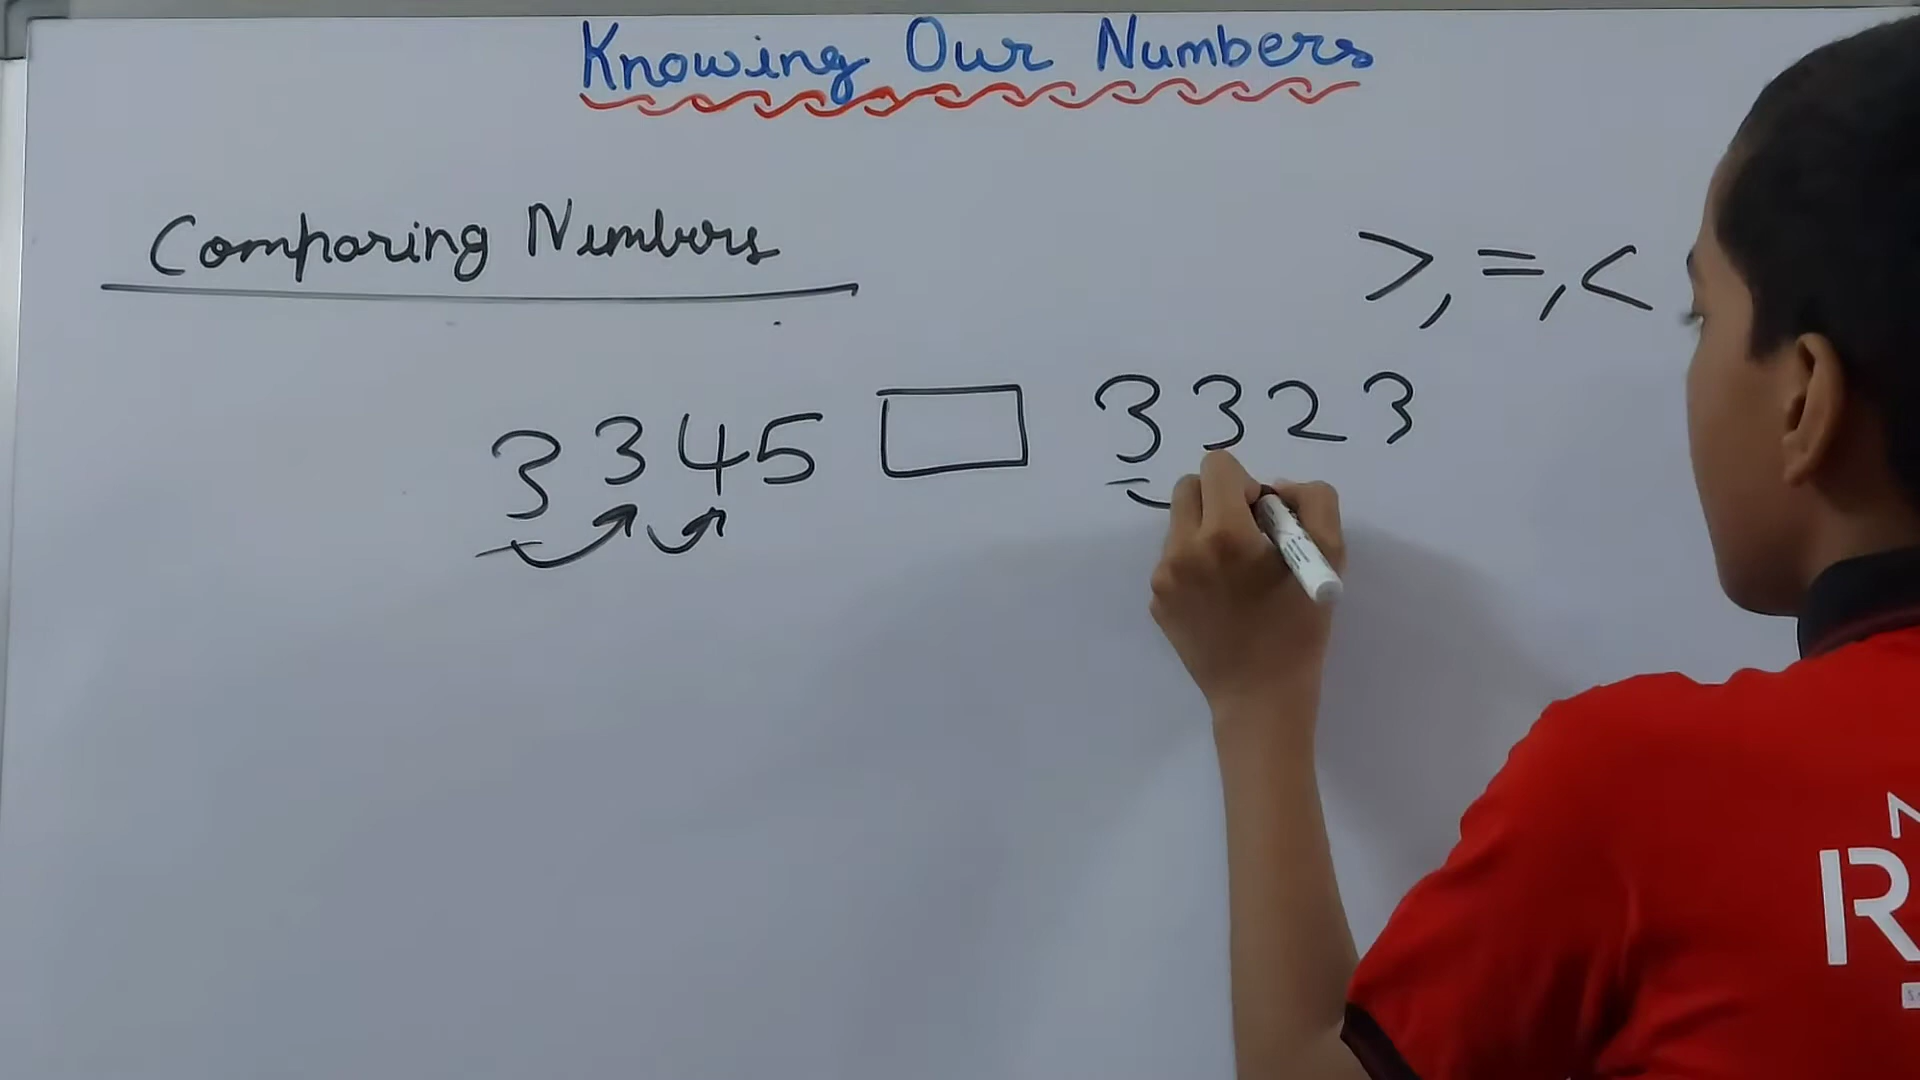 Knowing Our Numbers
Comparing Numbers
>, =, <
3345 3323
R